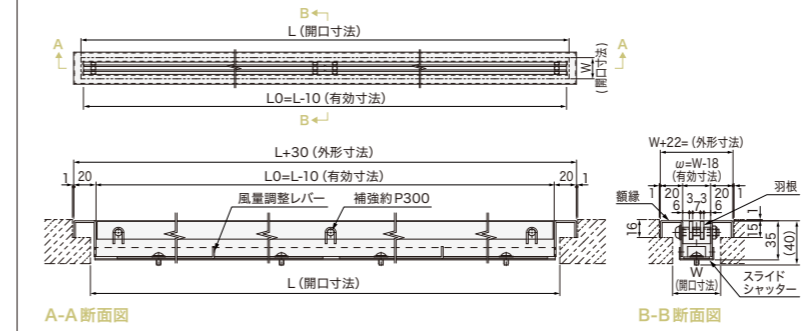 B
L（開口寸法）
A
A
W
（開口寸法）
L0=L-10（有効寸法）
B
L+30（外形寸法）
1 20
L0=L-10（有効寸法）
20 1
風量調整レバー
補強約P300
L（開口寸法）
A-A断面図
W+22=（外形寸法）
ω=W-18
（有効寸法）
1 20 3 3 20 1
6 7 6
羽根
額縁
16
1
15
35
（40）
W
（開口寸法）
スライド
シャッター
B-B断面図